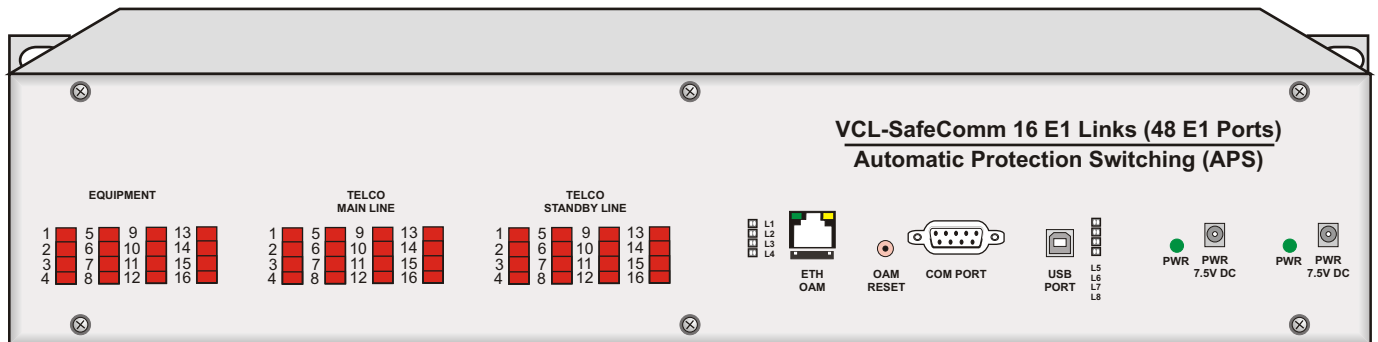 VCL-SafeComm 16 E1 Links (48 E1 Ports)
Automatic Protection Switching (APS)
EQUIPMENT
1 5 9 13
2 6 10 14
3 7 11 15
4 8 12 16
TELCO
MAIN LINE
1 5 9 13
2 6 10 14
3 7 11 15
4 8 12 16
TELCO
STANDBY LINE
1 5 9 13
2 6 10 14
3 7 11 15
4 8 12 16
L1
L2
L3
L4
ETH
OAM
OAM
RESET
COM PORT
USB
PORT
L5
L6
L7
L8
PWR
PWR
7.5V DC
PWR
PWR
7.5V DC